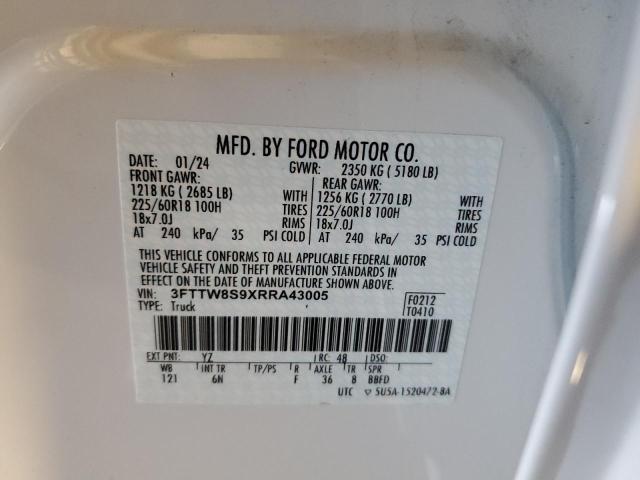 MFD. BY FORD MOTOR CO.
DATE: 01/24 GVWR: 2350 KG ( 5180 LB)
FRONT GAWR: REAR GAWR:
1218 KG ( 2685 LB) WITH 1256 KG ( 2770 LB) WITH
225/60R18 100H TIRES 225/60R18 100H TIRES
18x7.0J RIMS 18x7.0J RIMS
AT 240 kPa/ 35 PSI COLD AT 240 kPa/ 35 PSI COLD
THIS VEHICLE CONFORMS TO ALL APPLICABLE FEDERAL MOTOR
VEHICLE SAFETY AND THEFT PREVENTION STANDARDS IN
EFFECT ON THE DATE OF MANUFACTURE SHOWN ABOVE.
VIN: 3FTTW8S9XRRA43005 F0212
TYPE: Truck T0410
EXT PNT: YZ RC: 48 DSO:
WB INT TR TP/PS R AXLE TR SPR
121 6N F 36 8 BBFD
UTC ▽ 5U5A-1520472-BA